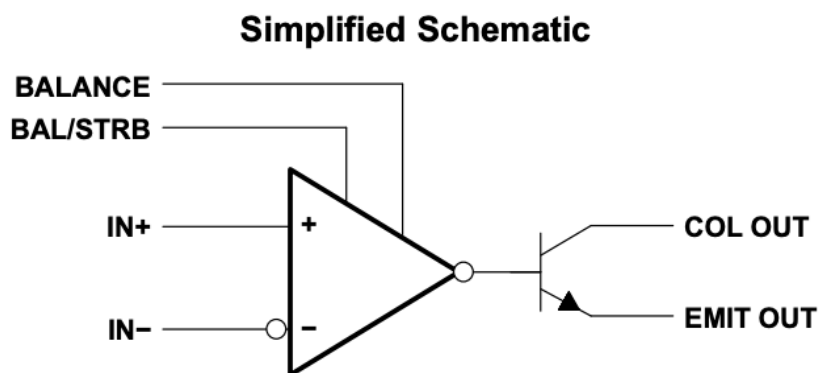 Simplified Schematic
BALANCE
BAL/STRB
IN+
+
COL OUT
IN−
−
EMIT OUT